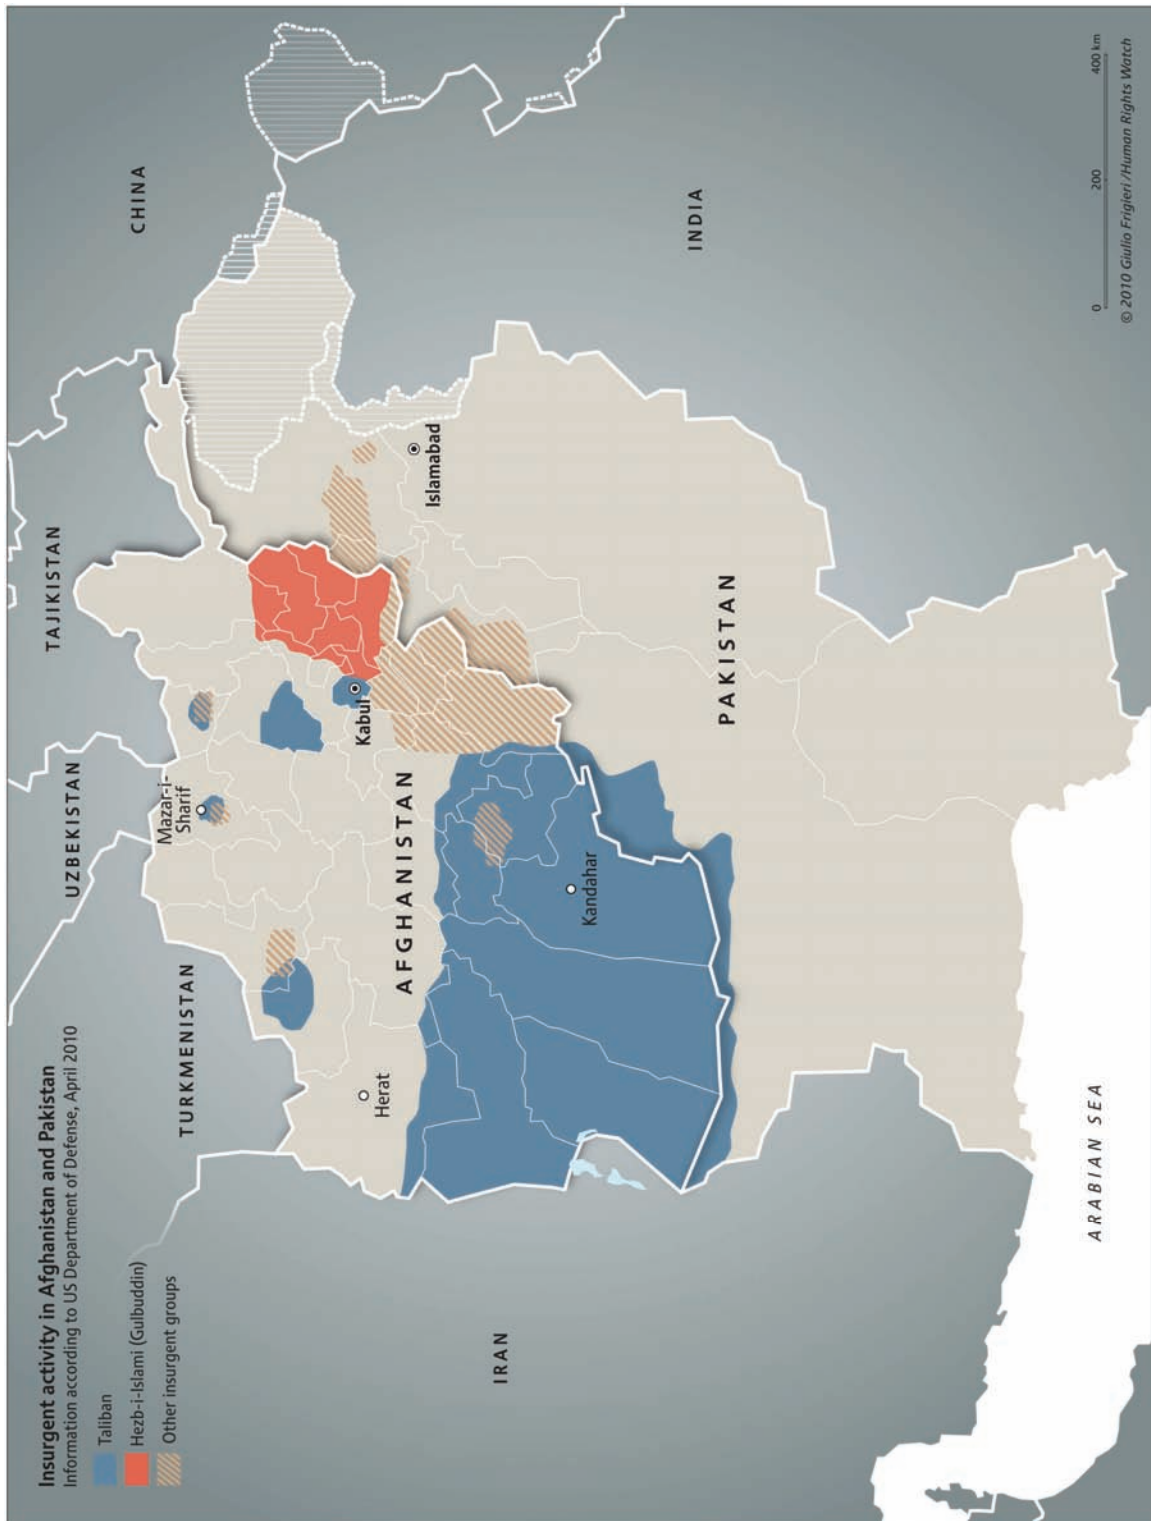 Insurgent activity in Afghanistan and Pakistan
Information according to US Department of Defense, April 2010
Taliban
Hezb-i-Islami (Gulbuddin)
Other insurgent groups
UZBEKISTAN
TAJIKISTAN
CHINA
TURKMENISTAN
Mazar-i-
Sharif
Kabul
Herat
AFGHANISTAN
Islamabad
Kandahar
IRAN
PAKISTAN
INDIA
ARABIAN SEA
0 200 400 km
© 2010 Giulio Frigieri /Human Rights Watch